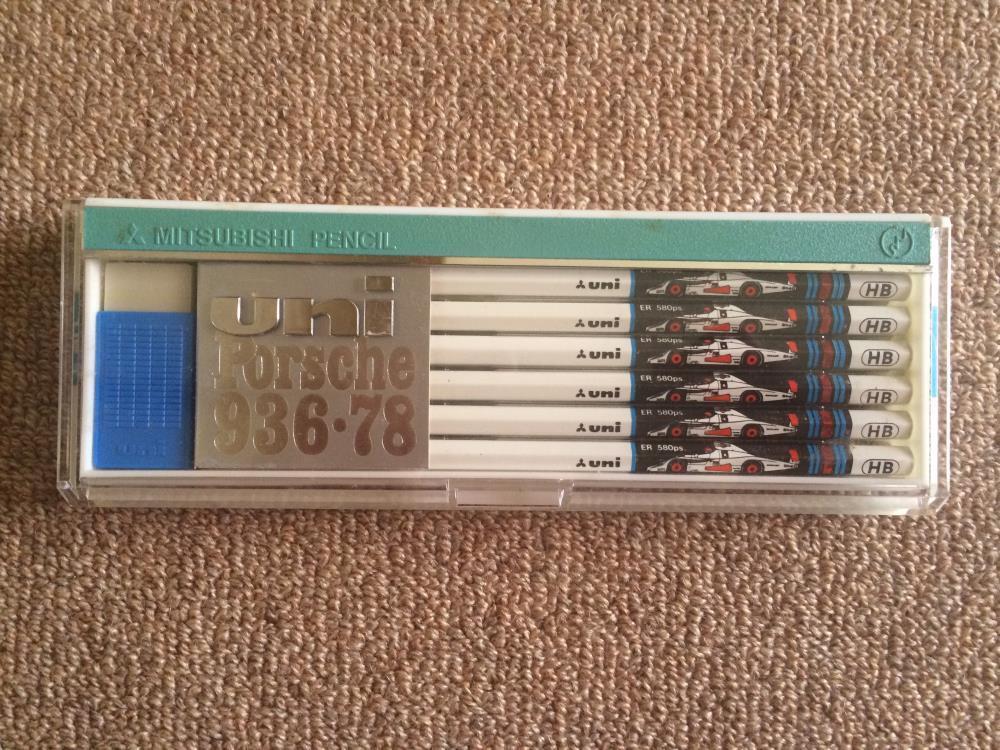 MITSUBISHI PENCIL
uni
Porsche
936·78
uni
HB
ER 580ps.
uni
HB
ER 580ps.
uni
HB
ER 580ps.
uni
HB
ER 580ps.
uni
HB
ER 580ps.
uni
HB
ER 580ps.